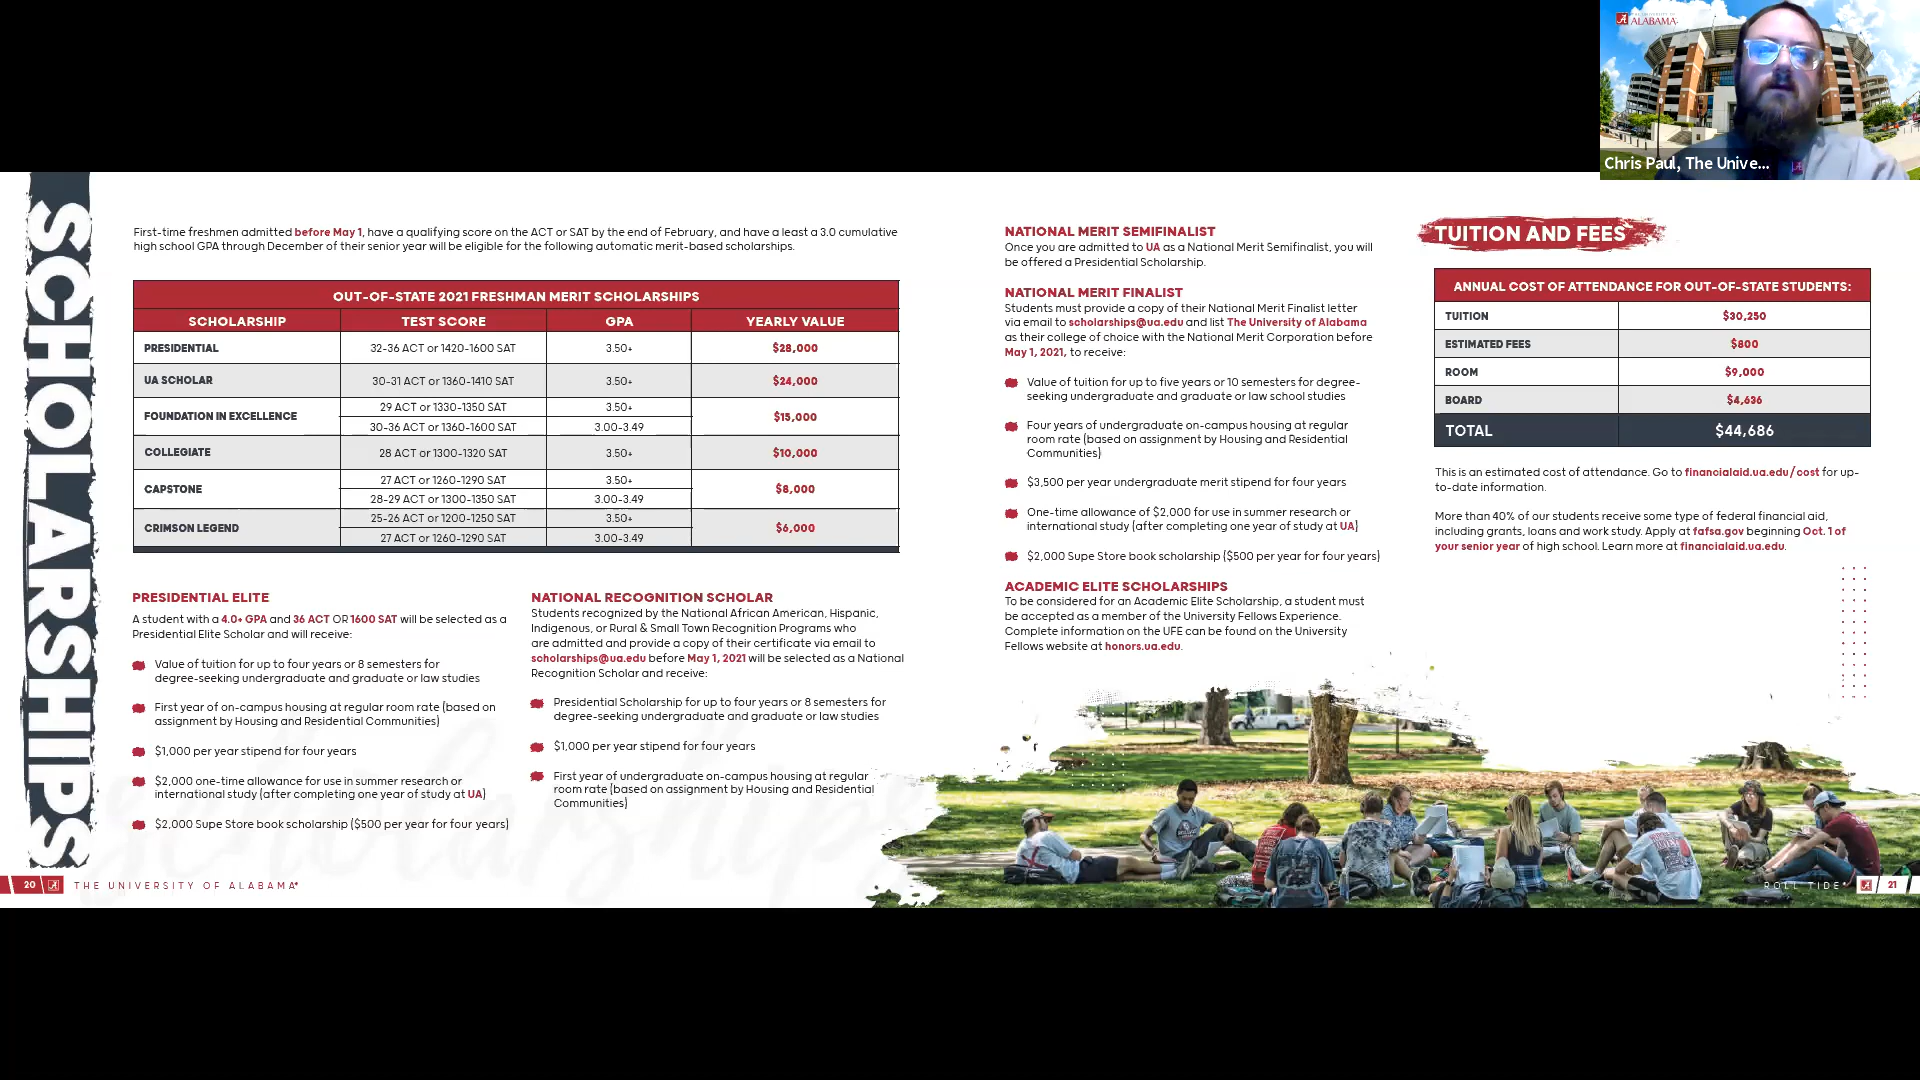 ALABAMA
Chris Paul, The Unive...
SCHOLARSHIPS
First-time freshmen admitted before May 1, have a qualifying score on the ACT or SAT by the end of February, and have a least a 3.0 cumulative
high school GPA through December of their senior year will be eligible for the following automatic merit-based scholarships.
OUT-OF-STATE 2021 FRESHMAN MERIT SCHOLARSHIPS
SCHOLARSHIP TEST SCORE GPA YEARLY VALUE
PRESIDENTIAL 32-36 ACT or 1420-1600 SAT 3.50+ $28,000
UA SCHOLAR 30-31 ACT or 1360-1410 SAT 3.50+ $24,000
FOUNDATION IN EXCELLENCE 29 ACT or 1330-1350 SAT 3.50+ $15,000
30-36 ACT or 1360-1600 SAT 3.00-3.49
COLLEGIATE 28 ACT or 1300-1320 SAT 3.50+ $10,000
CAPSTONE 27 ACT or 1260-1290 SAT 3.50+ $8,000
28-29 ACT or 1300-1350 SAT 3.00-3.49
CRIMSON LEGEND 25-26 ACT or 1200-1250 SAT 3.50+ $6,000
27 ACT or 1260-1290 SAT 3.00-3.49
PRESIDENTIAL ELITE
A student with a 4.0+ GPA and 36 ACT OR 1600 SAT will be selected as a
Presidential Elite Scholar and will receive:
Value of tuition for up to four years or 8 semesters for
degree-seeking undergraduate and graduate or law studies
First year of on-campus housing at regular room rate (based on
assignment by Housing and Residential Communities)
$1,000 per year stipend for four years
$2,000 one-time allowance for use in summer research or
international study (after completing one year of study at UA)
$2,000 Supe Store book scholarship ($500 per year for four years)
NATIONAL RECOGNITION SCHOLAR
Students recognized by the National African American, Hispanic,
Indigenous, or Rural & Small Town Recognition Programs who
are admitted and provide a copy of their certificate via email to
scholarships@ua.edu before May 1, 2021 will be selected as a National
Recognition Scholar and receive:
Presidential Scholarship for up to four years or 8 semesters for
degree-seeking undergraduate and graduate or law studies
$1,000 per year stipend for four years
First year of undergraduate on-campus housing at regular
room rate (based on assignment by Housing and Residential
Communities)
scholarships
20 A THE UNIVERSITY OF ALABAMA®
NATIONAL MERIT SEMIFINALIST
Once you are admitted to UA as a National Merit Semifinalist, you will
be offered a Presidential Scholarship.
NATIONAL MERIT FINALIST
Students must provide a copy of their National Merit Finalist letter
via email to scholarships@ua.edu and list The University of Alabama
as their college of choice with the National Merit Corporation before
May 1, 2021, to receive:
Value of tuition for up to five years or 10 semesters for degree-
seeking undergraduate and graduate or law school studies
Four years of undergraduate on-campus housing at regular
room rate (based on assignment by Housing and Residential
Communities)
$3,500 per year undergraduate merit stipend for four years
One-time allowance of $2,000 for use in summer research or
international study (after completing one year of study at UA)
$2,000 Supe Store book scholarship ($500 per year for four years)
ACADEMIC ELITE SCHOLARSHIPS
To be considered for an Academic Elite Scholarship, a student must
be accepted as a member of the University Fellows Experience.
Complete information on the UFE can be found on the University
Fellows website at honors.ua.edu.
TUITION AND FEES
ANNUAL COST OF ATTENDANCE FOR OUT-OF-STATE STUDENTS:
TUITION $30,250
ESTIMATED FEES $800
ROOM $9,000
BOARD $4,636
TOTAL $44,686
This is an estimated cost of attendance. Go to financialaid.ua.edu/cost for up-
to-date information.
More than 40% of our students receive some type of federal financial aid,
including grants, loans and work study. Apply at fafsa.gov beginning Oct. 1 of
your senior year of high school. Learn more at financialaid.ua.edu.
ROLL TIDE® A 21